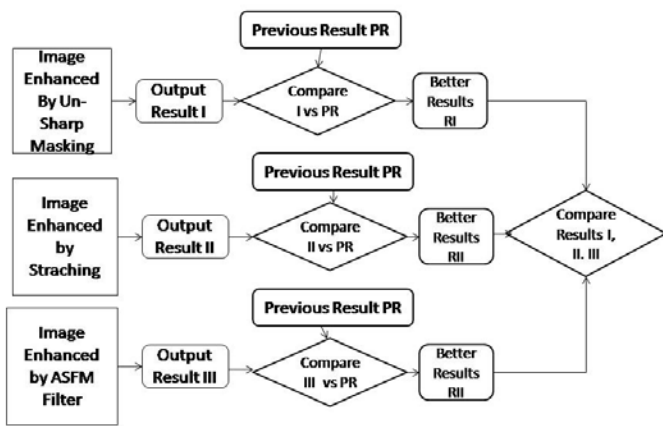 Previous Result PR
Image
Enhanced
By Un-
Sharp
Masking
Output
Result I
Compare
I vs PR
Better
Results
RI
Previous Result PR
Image
Enhanced
by
Straching
Output
Result II
Compare
II vs PR
Better
Results
RII
Compare
Results I,
II. III
Previous Result PR
Image
Enhanced
by ASFM
Filter
Output
Result III
Compare
III vs PR
Better
Results
RII